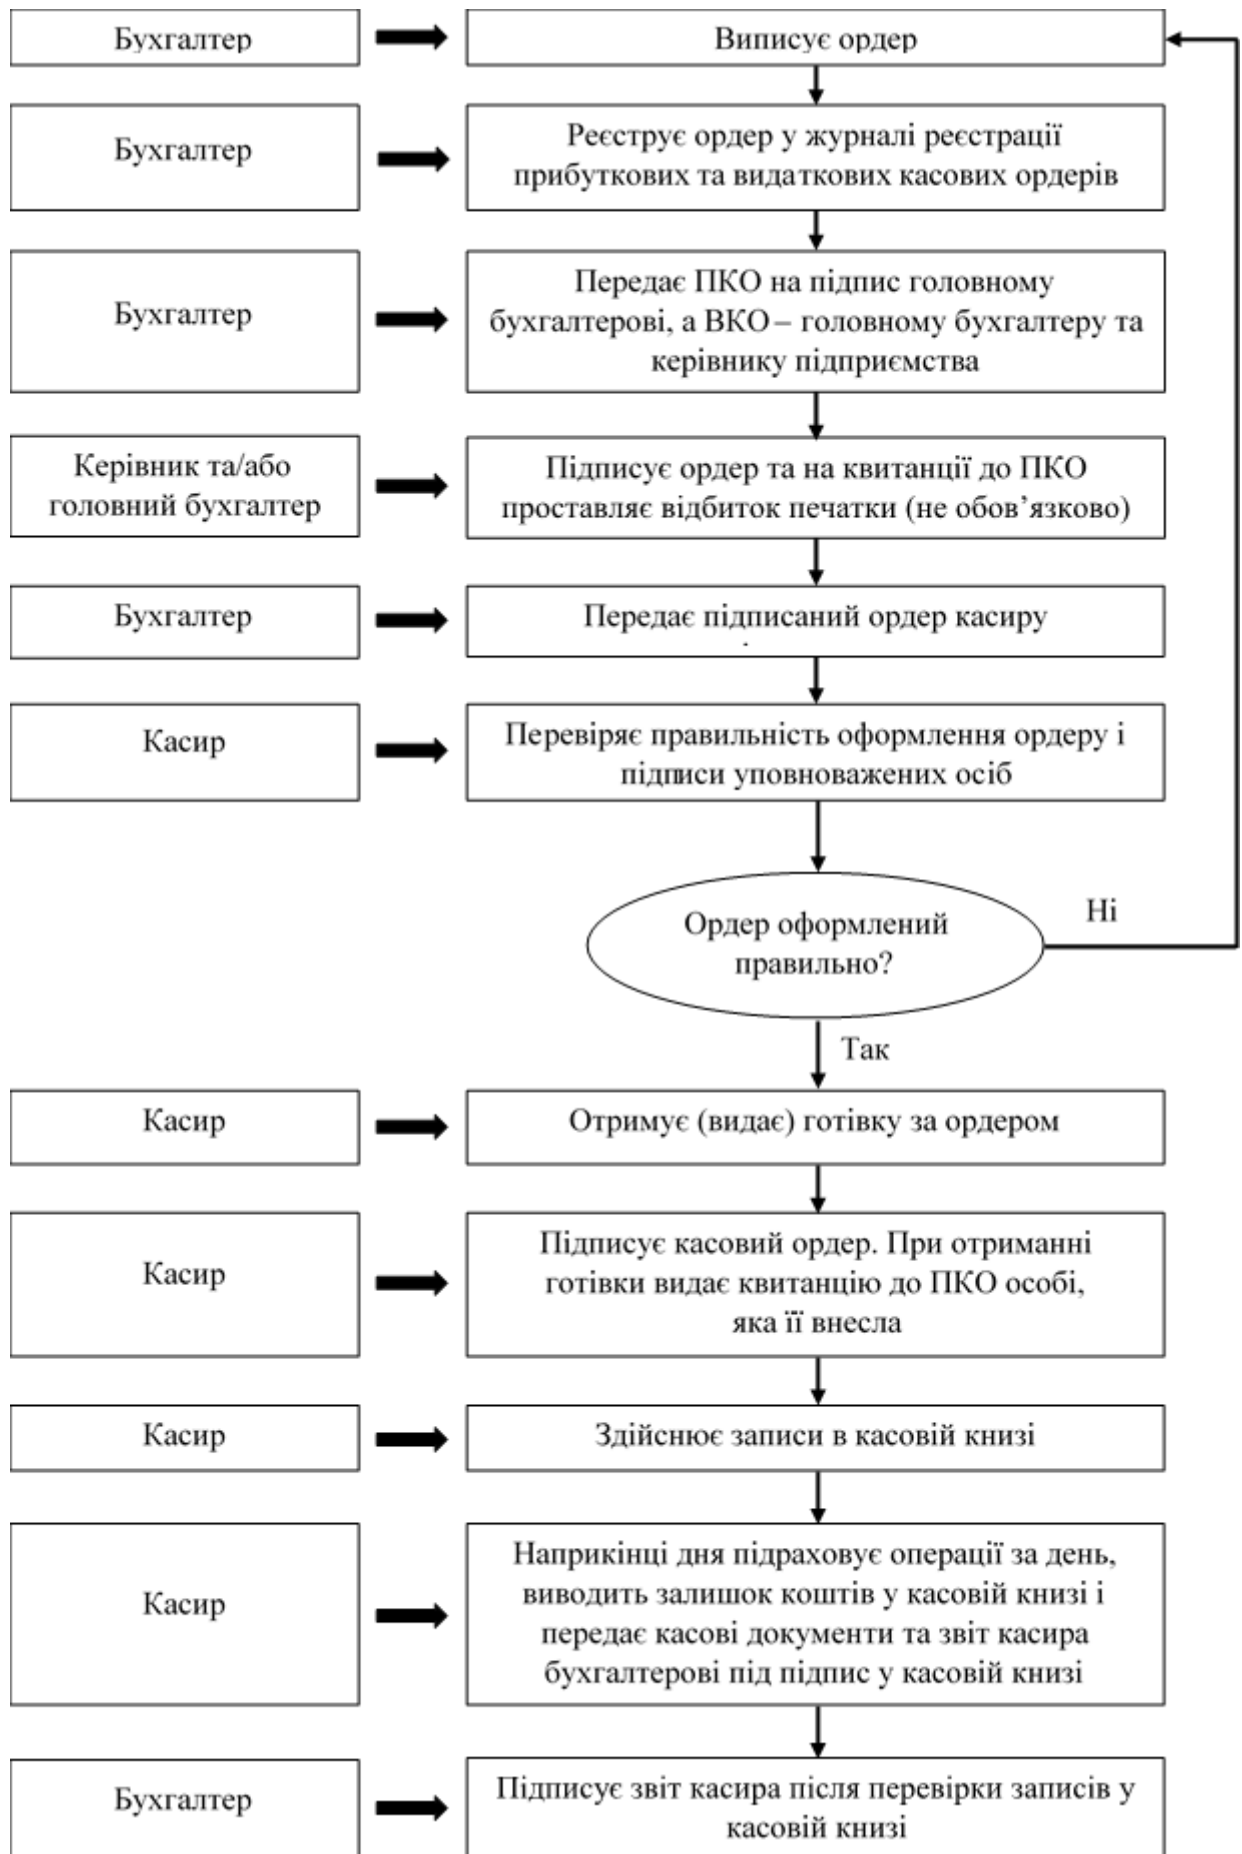 Бухгалтер
Виписує ордер
Бухгалтер
Реєструє ордер у журналі реєстрації
прибуткових та видаткових касових ордерів
Бухгалтер
Передає ПКО на підпис головному
бухгалтерові, а ВКО – головному бухгалтеру та
керівнику підприємства
Керівник та/або
головний бухгалтер
Підписує ордер та на квитанції до ПКО
проставляє відбиток печатки (не обов’язково)
Бухгалтер
Передає підписаний ордер касиру
Касир
Перевіряє правильність оформлення ордеру і
підписи уповноважених осіб
Ордер оформлений
правильно?
Ні
Так
Касир
Отримує (видає) готівку за ордером
Касир
Підписує касовий ордер. При отриманні
готівки видає квитанцію до ПКО особі,
яка її внесла
Касир
Здійснює записи в касовій книзі
Касир
Наприкінці дня підраховує операції за день,
виводить залишок коштів у касовій книзі і
передає касові документи та звіт касира
бухгалтерові під підпис у касовій книзі
Бухгалтер
Підписує звіт касира після перевірки записів у
касовій книзі